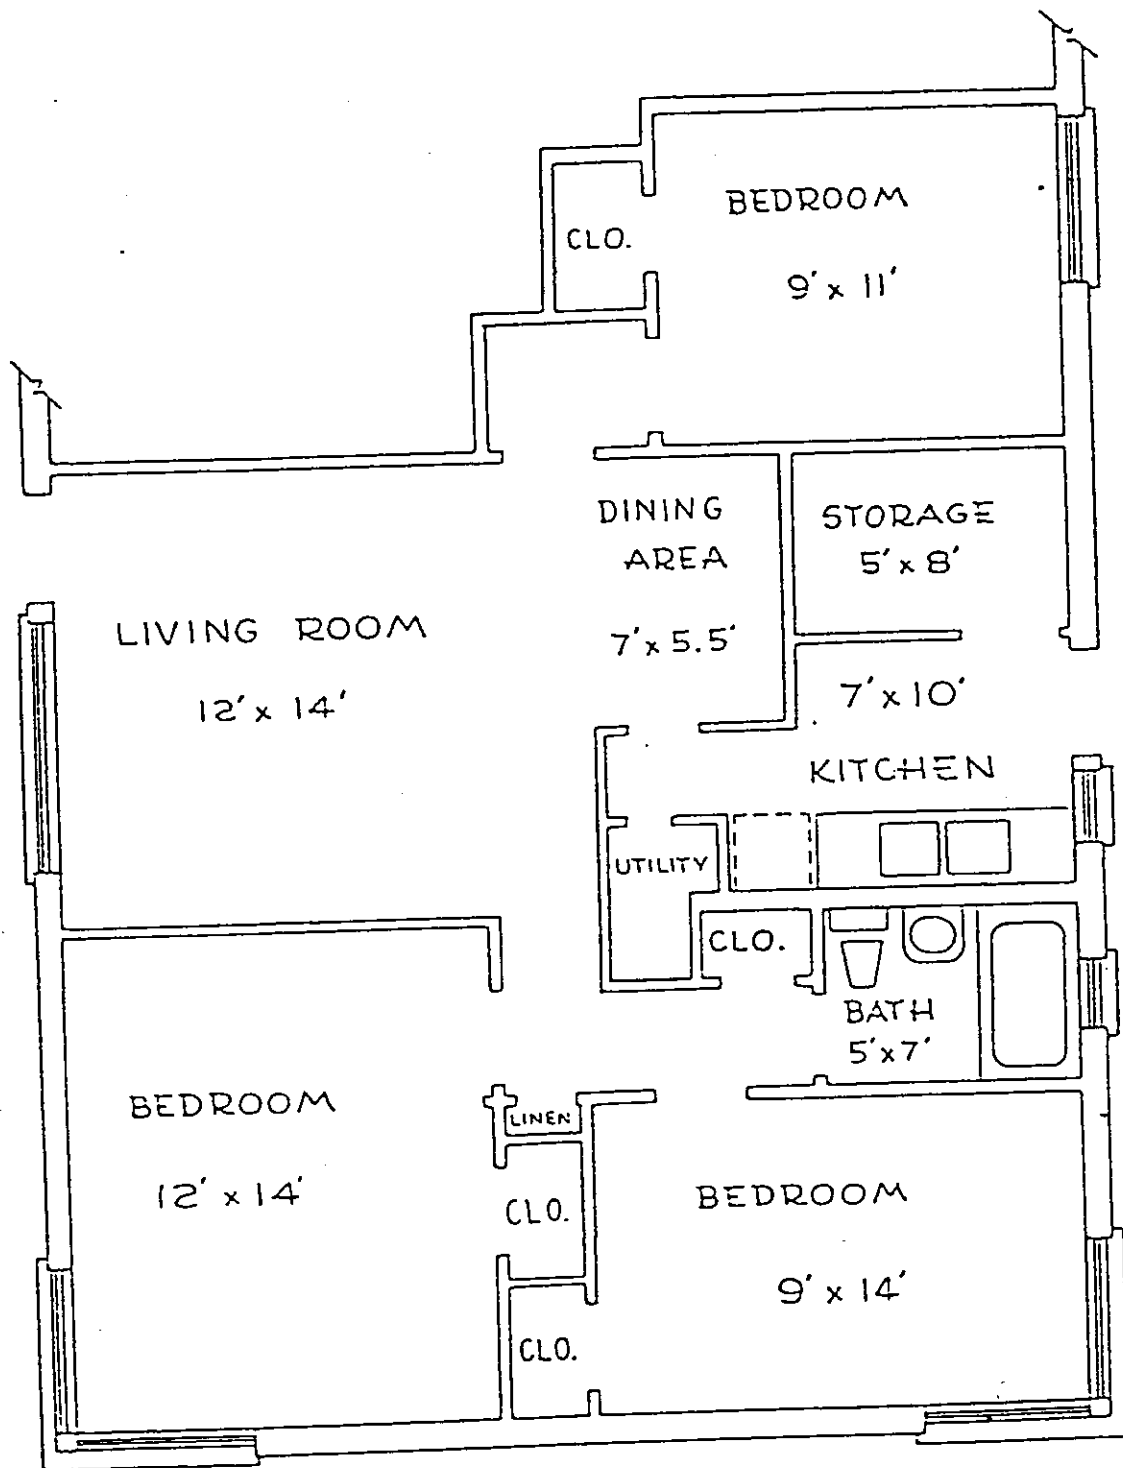 BEDROOM
9' x 11'
CLO.
DINING
AREA
7' x 5.5'
STORAGE
5' x 8'
LIVING ROOM
12' x 14'
7' x 10'
KITCHEN
UTILITY
CLO.
BATH
5' x 7'
BEDROOM
12' x 14'
LINEN
CLO.
BEDROOM
9' x 14'
CLO.